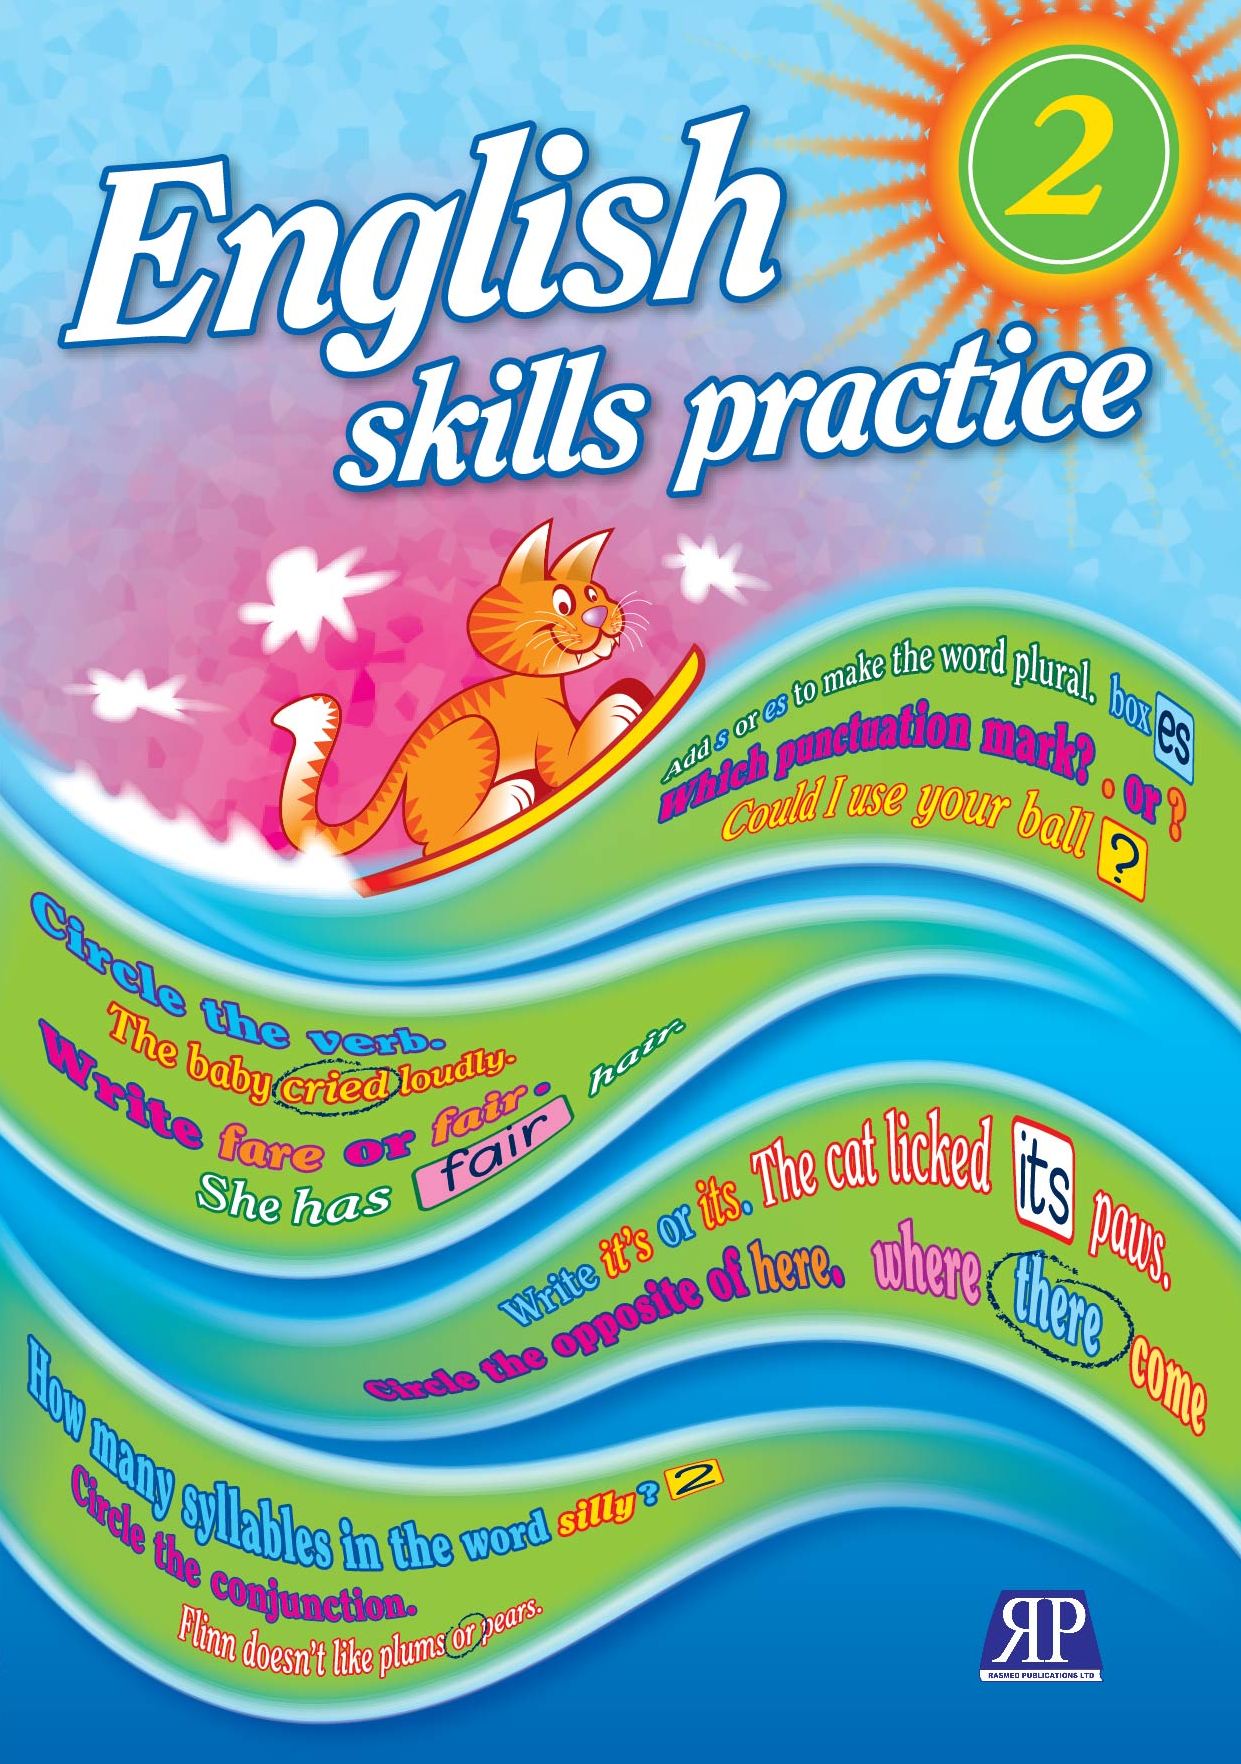 2
English
skills practice
Add s or es to make the word plural. box es
Which punctuation mark? . or ?
Could I use your ball ?
Circle the verb.
The baby cried loudly.
Write fare or fair.
She has fair hair.
Write it's or its. The cat licked its paws.
Circle the opposite of here. where there come
How many syllables in the word silly? 2
Circle the conjunction.
Flinn doesn't like plums or pears.
RP
RASMED PUBLICATIONS LTD